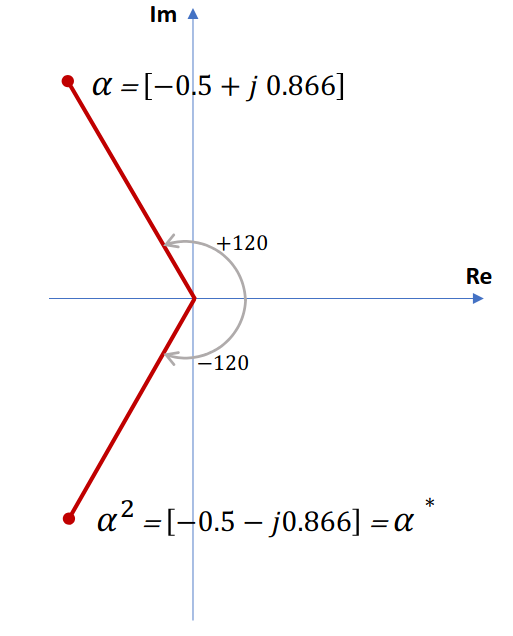 Im
α = [−0.5 + j 0.866]
+120
Re
−120
α² = [−0.5 − j0.866] = α *